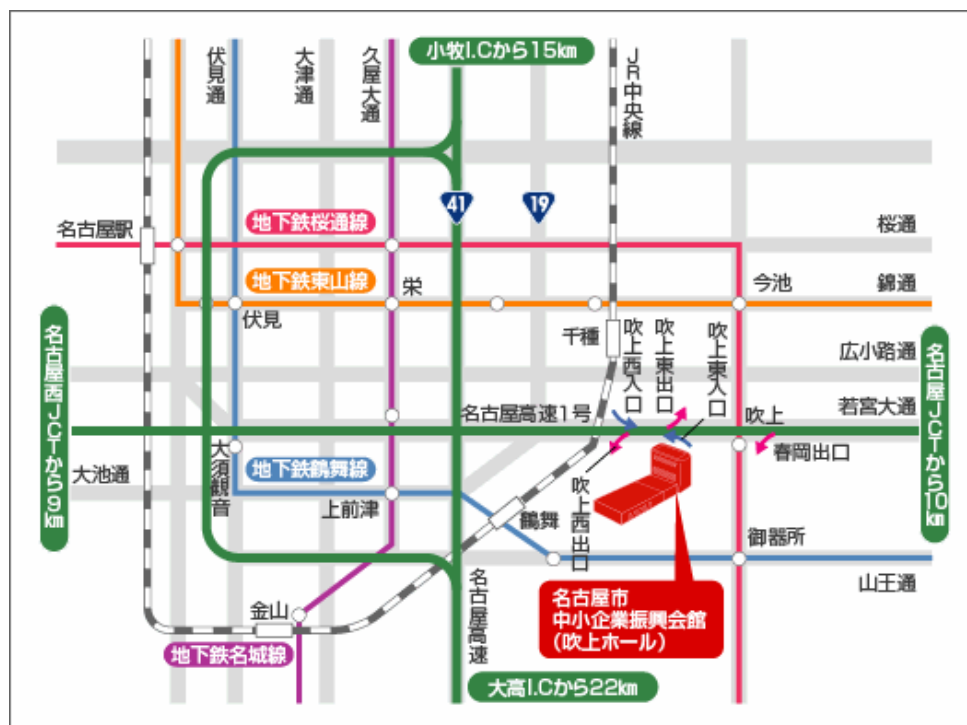 小牧I.Cから15km
伏見通
大津通
久屋大通
JR中央線
41
19
名古屋駅
地下鉄桜通線
桜通
地下鉄東山線
栄
今池
錦通
伏見
千種
吹上西入口
吹上東出口
吹上東入口
広小路通
名古屋西JCTから9km
名古屋JCTから10km
名古屋高速1号
吹上
若宮大通
春岡出口
大池通
大須観音
地下鉄鶴舞線
上前津
鶴舞
吹上西出口
御器所
山王通
名古屋高速
名古屋市
中小企業振興会館
(吹上ホール)
金山
地下鉄名城線
大高I.Cから22km